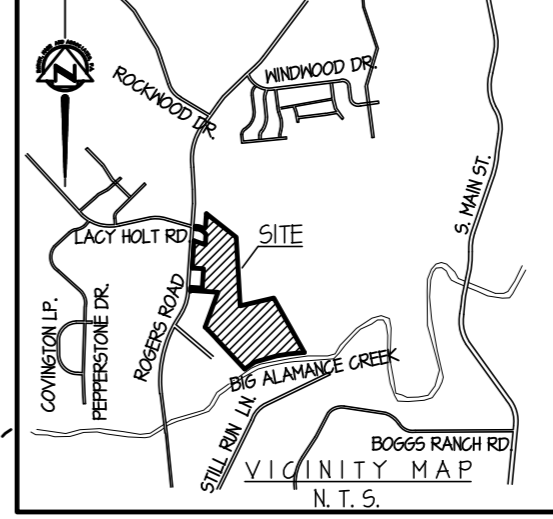 N
ROCKWOOD DR.
WINDWOOD DR.
S. MAIN ST.
LACY HOLT RD.
SITE
COVINGTON LP.
PEPPERSTONE DR.
ROGERS ROAD
BIG ALAMANCE CREEK
STILL RUN LN.
BOGGS RANCH RD.
VICINITY MAP
N. T. S.